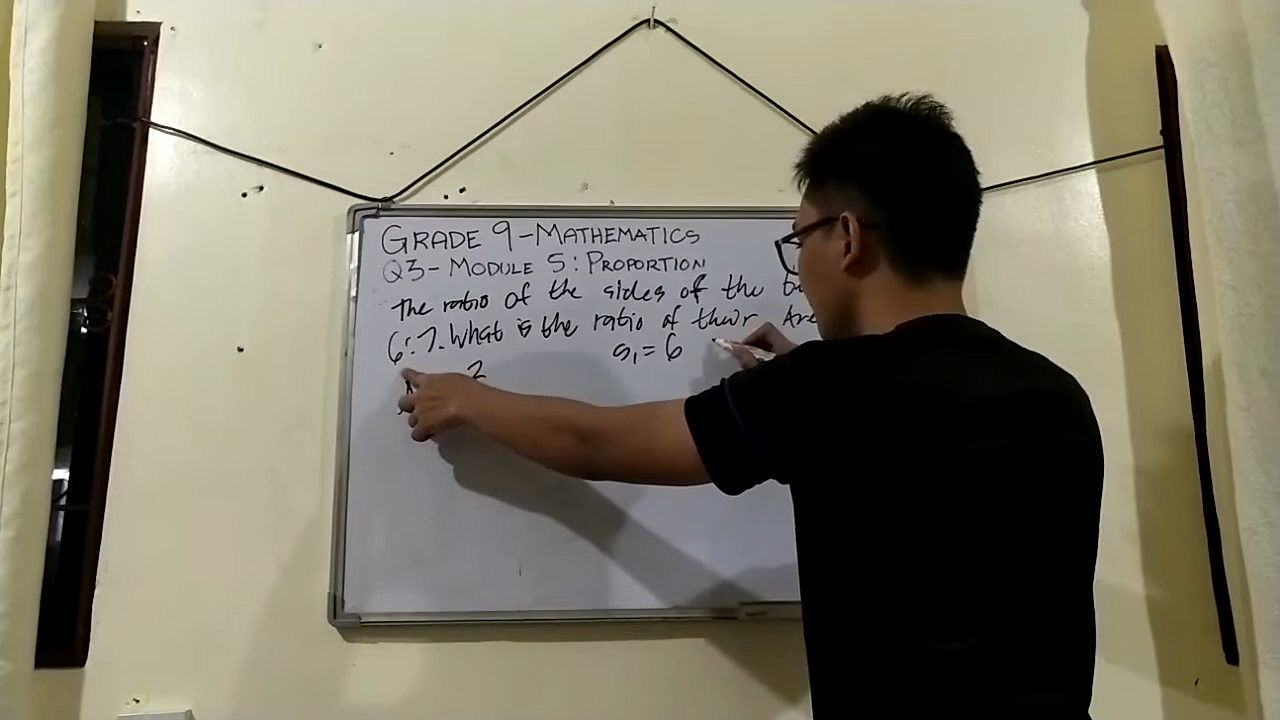 GRADE 9-MATHEMATICS
Q3-MODULE 5: PROPORTION
The ratio of the sides of the
6:7. What is the ratio of their
S₁ = 6
2